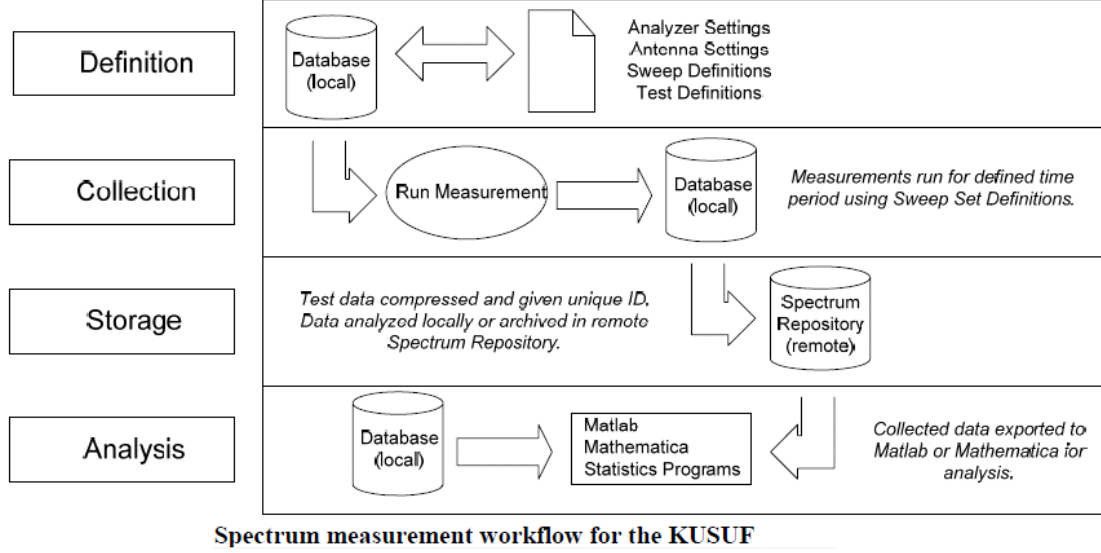 Definition
Database
(local)
Analyzer Settings
Antenna Settings
Sweep Definitions
Test Definitions
Collection
Run Measurement
Database
(local)
Measurements run for defined time
period using Sweep Set Definitions.
Storage
Test data compressed and given unique ID.
Data analyzed locally or archived in remote
Spectrum Repository.
Spectrum
Repository
(remote)
Analysis
Database
(local)
Matlab
Mathematica
Statistics Programs
Collected data exported to
Matlab or Mathematica for
analysis.
Spectrum measurement workflow for the KUSUF